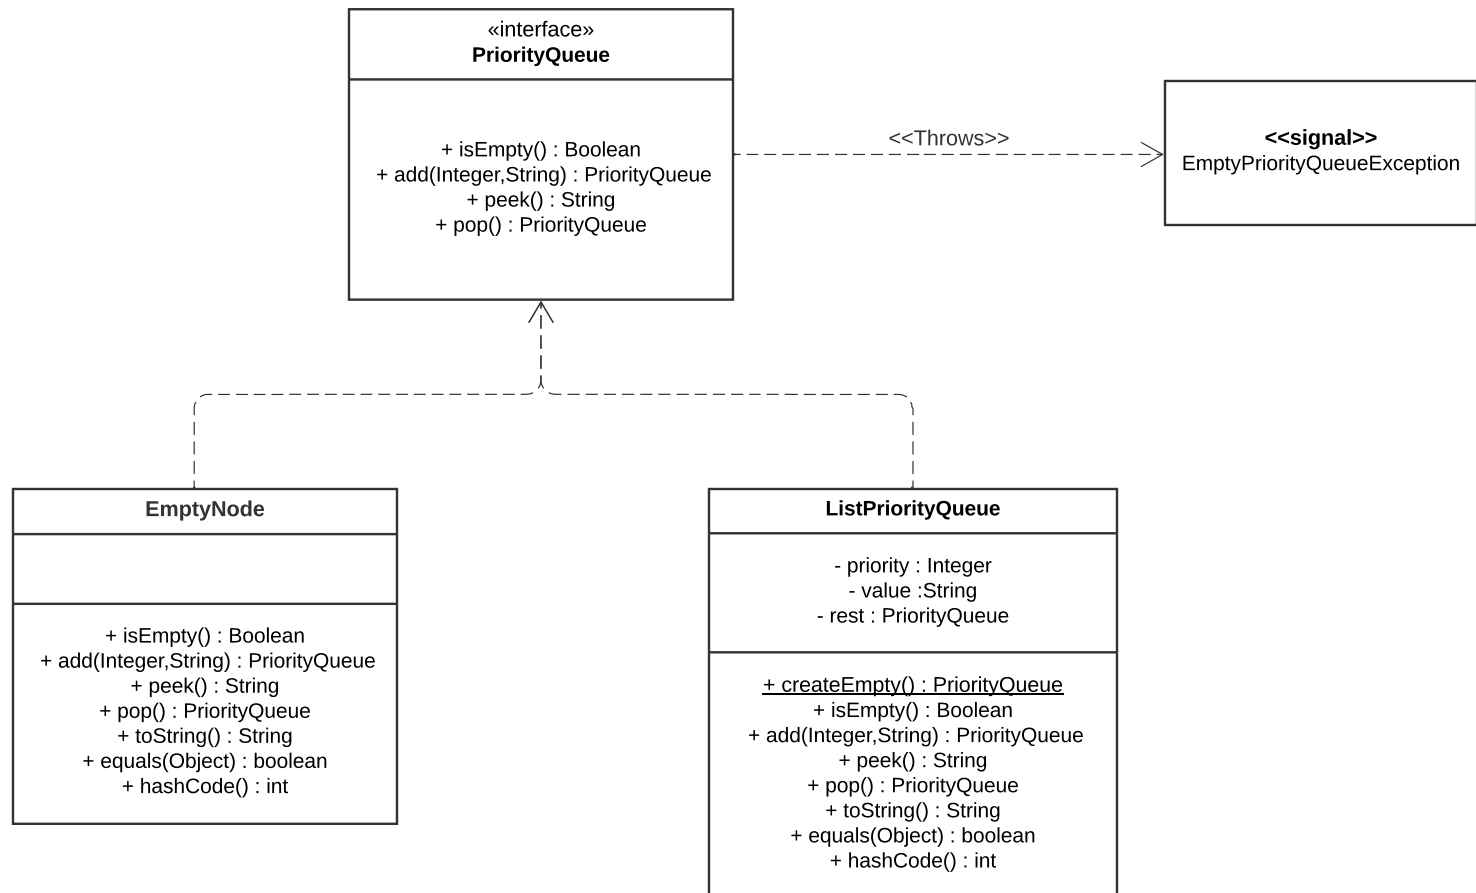 «interface»
PriorityQueue
+ isEmpty() : Boolean
+ add(Integer,String) : PriorityQueue
+ peek() : String
+ pop() : PriorityQueue
<<Throws>>
<<signal>>
EmptyPriorityQueueException
EmptyNode
+ isEmpty() : Boolean
+ add(Integer,String) : PriorityQueue
+ peek() : String
+ pop() : PriorityQueue
+ toString() : String
+ equals(Object) : boolean
+ hashCode() : int
ListPriorityQueue
- priority : Integer
- value :String
- rest : PriorityQueue
+ createEmpty() : PriorityQueue
+ isEmpty() : Boolean
+ add(Integer,String) : PriorityQueue
+ peek() : String
+ pop() : PriorityQueue
+ toString() : String
+ equals(Object) : boolean
+ hashCode() : int